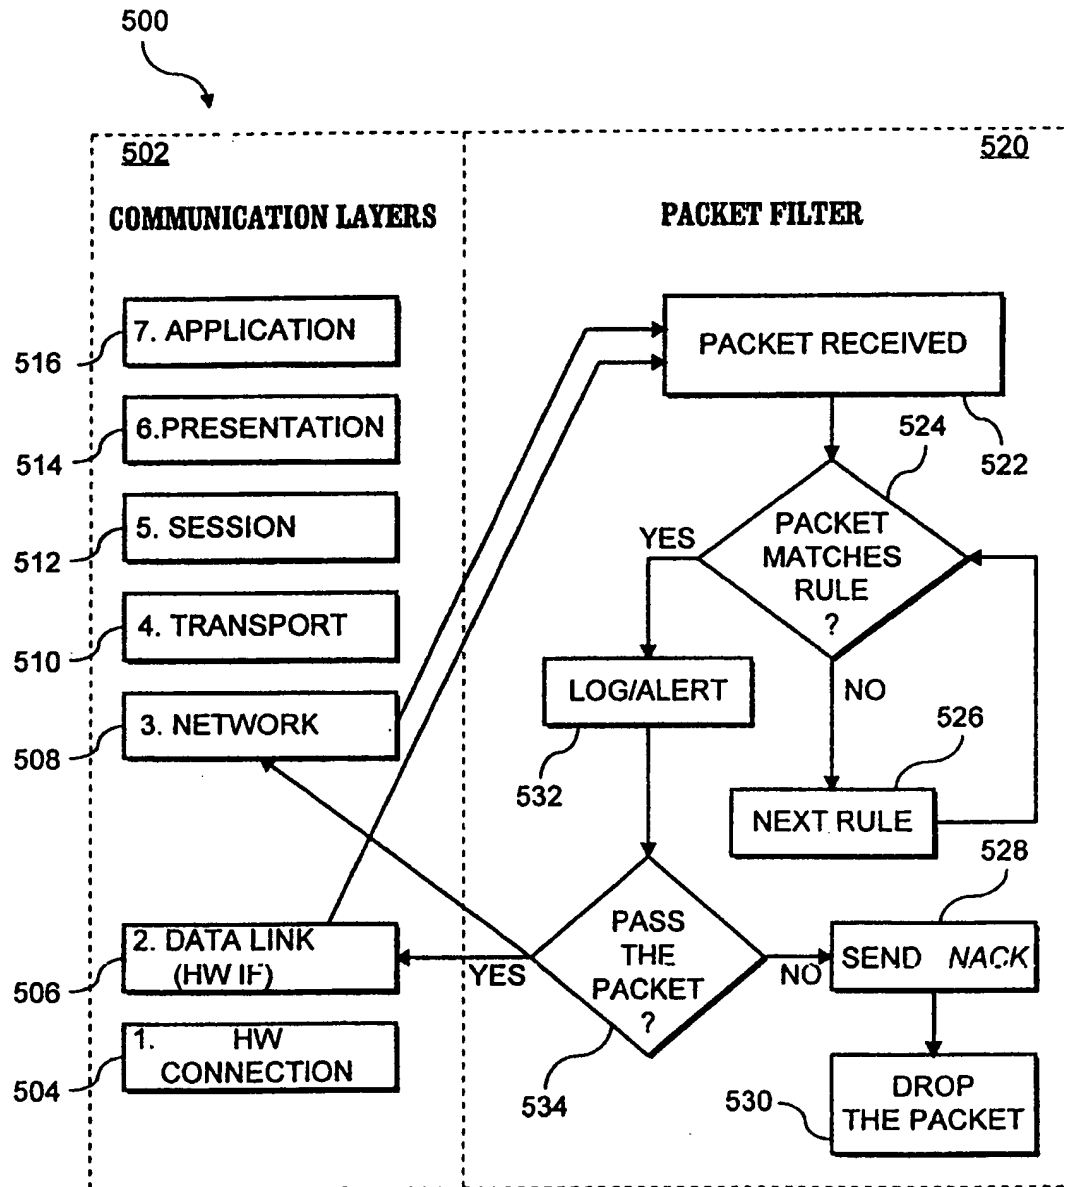 500
502
520
COMMUNICATION LAYERS
PACKET FILTER
7. APPLICATION
516
6.PRESENTATION
514
5. SESSION
512
4. TRANSPORT
510
3. NETWORK
508
2. DATA LINK
(HW IF)
506
1. HW
CONNECTION
504
PACKET RECEIVED
522
524
PACKET
MATCHES
RULE
?
YES
NO
LOG/ALERT
532
526
NEXT RULE
528
PASS
THE
PACKET
?
YES
NO
534
SEND NACK
530
DROP
THE PACKET